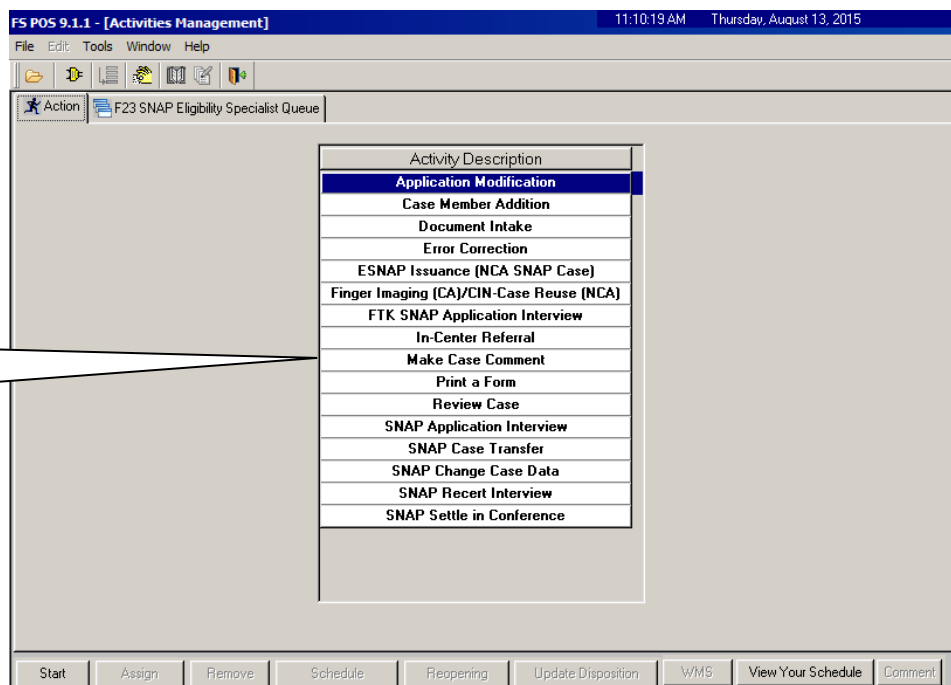 FS POS 9.1.1 - [Activities Management] 11:10:19 AM Thursday, August 13, 2015
File Edit Tools Window Help
Action F23 SNAP Eligibility Specialist Queue
Activity Description
Application Modification
Case Member Addition
Document Intake
Error Correction
ESNAP Issuance (NCA SNAP Case)
Finger Imaging (CA)/CIN-Case Reuse (NCA)
FTK SNAP Application Interview
In-Center Referral
Make Case Comment
Print a Form
Review Case
SNAP Application Interview
SNAP Case Transfer
SNAP Change Case Data
SNAP Recert Interview
SNAP Settle in Conference
Start Assign Remove Schedule Reopening Update Disposition WMS View Your Schedule Comment